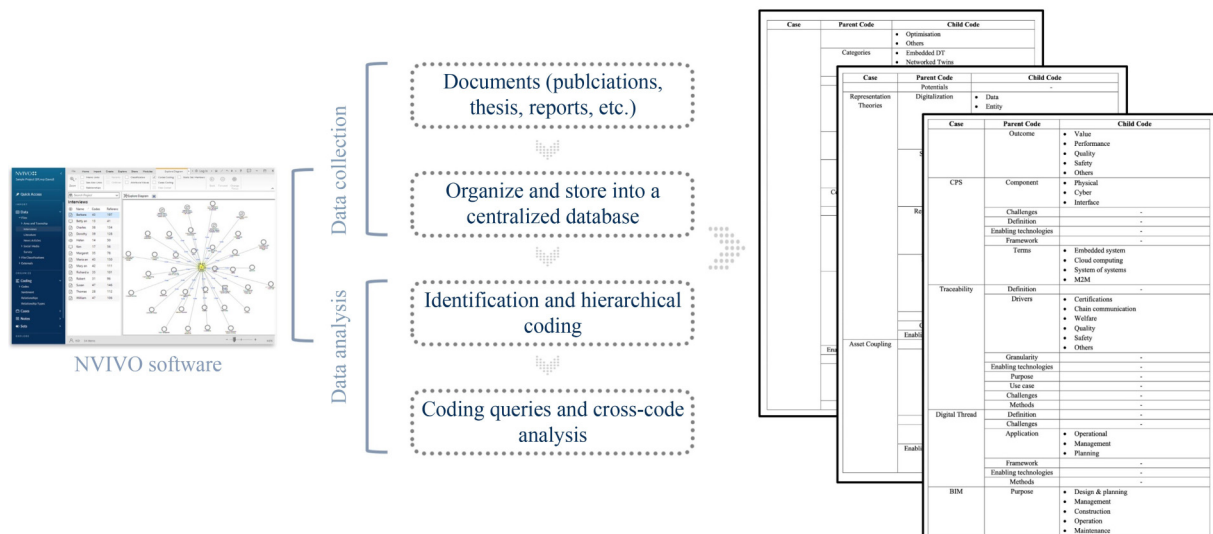 NVIVO
Quick Access
Interviews
NVIVO software
Data collection
Data analysis
Documents (publciations,
thesis, reports, etc.)
Organize and store into a
centralized database
Identification and hierarchical
coding
Coding queries and cross-code
analysis
Case Parent Code Child Code
• Optimisation
• Others
Categories • Embedded DT
• Networked Twins
Case Parent Code Child Code
Potentials -
Representation Digitalization • Data
Theories • Entity
Asset Coupling
Case Parent Code Child Code
Outcome • Value
• Performance
• Quality
• Safety
• Others
CPS Component • Physical
• Cyber
• Interface
Challenges -
Definition -
Enabling technologies -
Framework -
Terms • Embedded system
• Cloud computing
• System of systems
• M2M
Traceability Definition -
Drivers • Certifications
• Chain communication
• Welfare
• Quality
• Safety
• Others
Granularity -
Enabling technologies -
Purpose -
Use case -
Challenges -
Methods -
Digital Thread Definition -
Challenges -
Application • Operational
• Management
• Planning
Framework -
Enabling technologies -
Methods -
BIM Purpose • Design & planning
• Management
• Construction
• Operation
• Maintenance